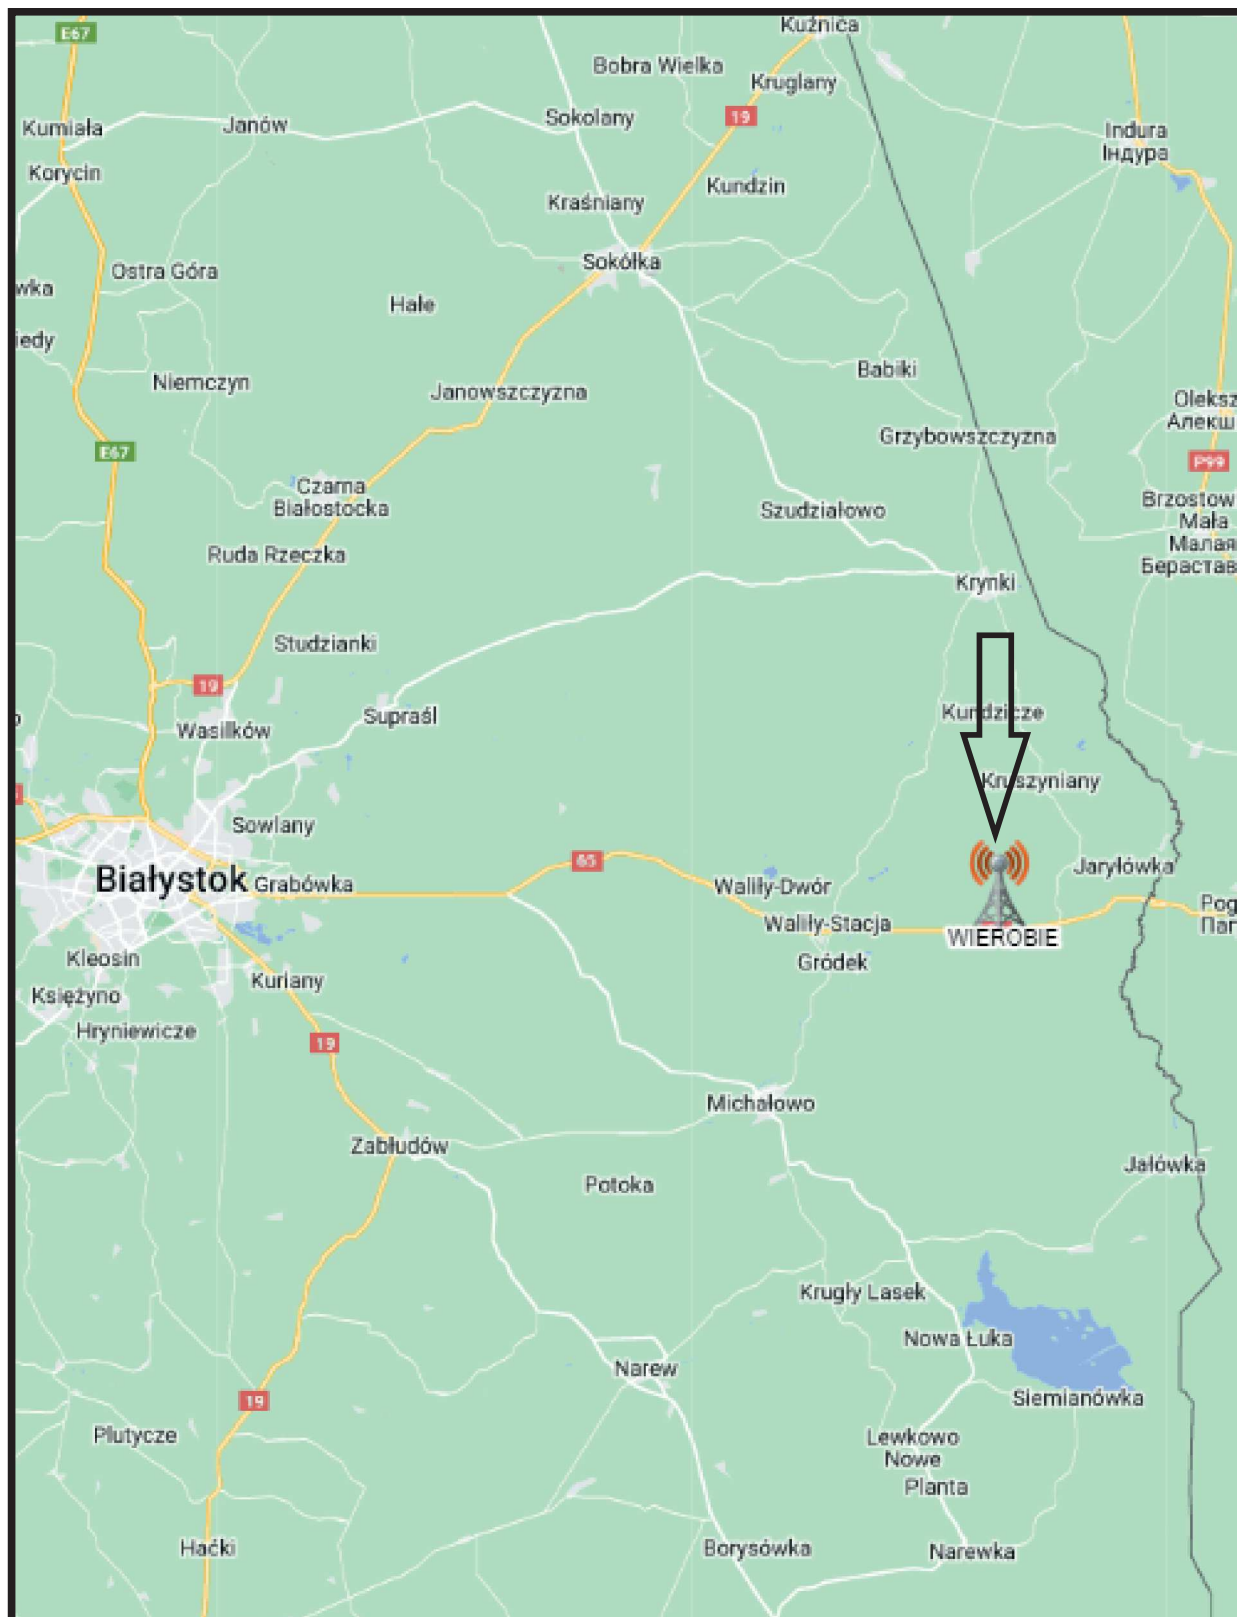 E67
Kuźnica
Bobra Wielka
Kruglany
Kumiała
Janów
Sokolany
19
Indura
Індура
Korycin
Kundzin
Kraśniany
Ostra Góra
Sokółka
wka
Hałe
iedy
Niemczyn
Janowszczyzna
Babiki
Oleksz
Алекш
Grzybowszczyzna
E67
P99
Czarna
Białostocka
Szudziałowo
Brzostow
Mała
Малая
Бераставі
Ruda Rzeczka
Krynki
Studzianki
19
Wasilków
Supraśl
Kundzicze
Kruszyniany
Sowlany
Białystok
Grabówka
65
Waliły-Dwór
Jaryłówka
Waliły-Stacja
WIEROBIE
Pog
Паг
Kleosin
Gródek
Kuriany
Księżyno
Hryniewicze
19
Michałowo
Zabłudów
Potoka
Jałówka
Krugły Lasek
Nowa Łuka
Narew
Siemianówka
19
Plutycze
Lewkowo
Nowe
Planta
Haćki
Borysówka
Narewka